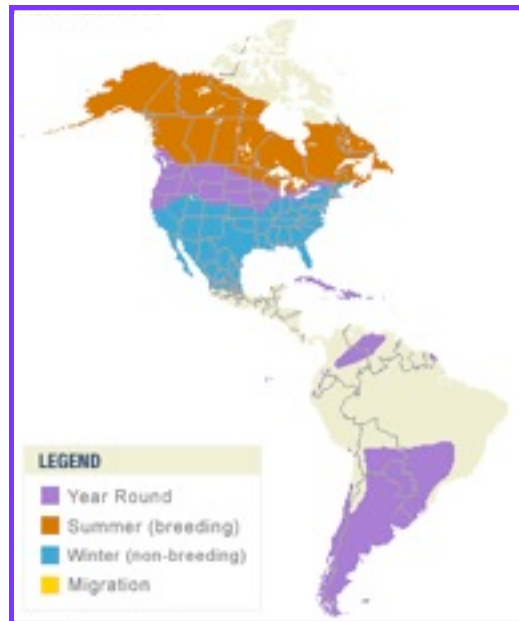 LEGEND
Year Round
Summer (breeding)
Winter (non-breeding)
Migration